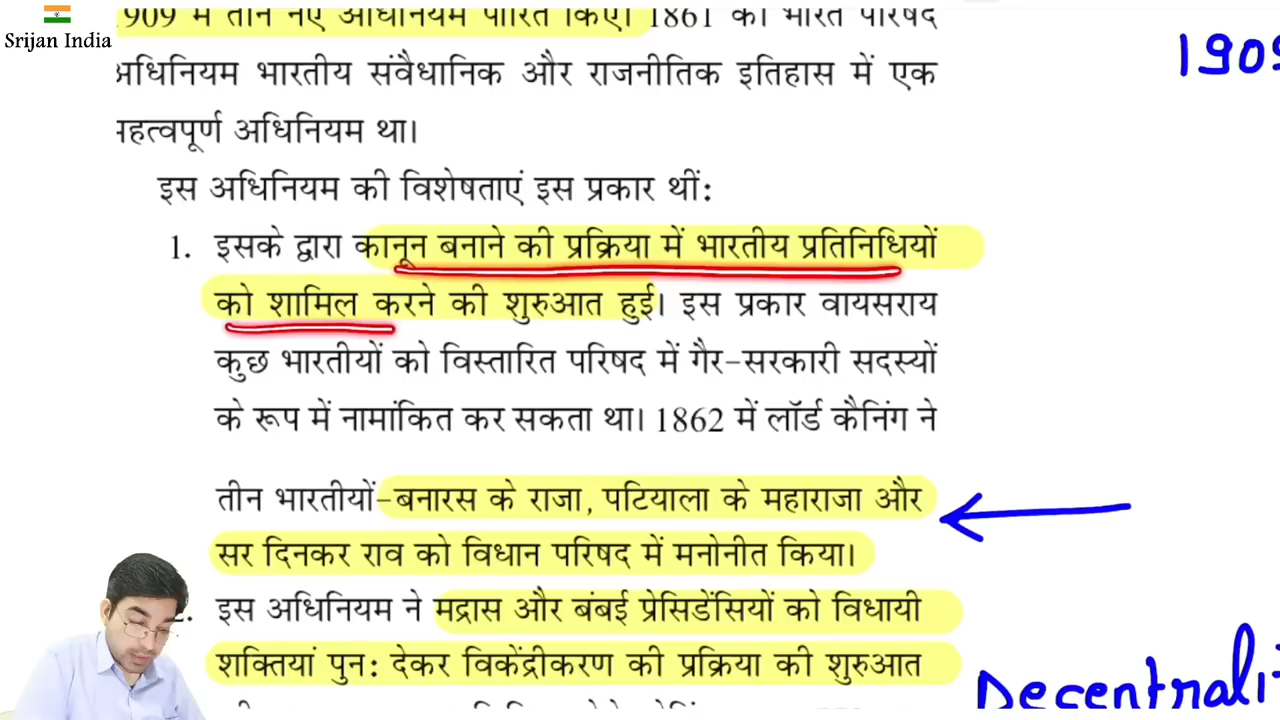 Srijan India
1909 में तीन नए अधिनियम पारित किए। 1861 का भारत परिषद
1909
अधिनियम भारतीय संवैधानिक और राजनीतिक इतिहास में एक
महत्वपूर्ण अधिनियम था।
इस अधिनियम की विशेषताएं इस प्रकार थीं:
1. इसके द्वारा कानून बनाने की प्रक्रिया में भारतीय प्रतिनिधियों
को शामिल करने की शुरुआत हुई। इस प्रकार वायसराय
कुछ भारतीयों को विस्तारित परिषद में गैर-सरकारी सदस्यों
के रूप में नामांकित कर सकता था। 1862 में लॉर्ड कैनिंग ने
तीन भारतीयों-बनारस के राजा, पटियाला के महाराजा और
सर दिनकर राव को विधान परिषद में मनोनीत किया।
2. इस अधिनियम ने मद्रास और बंबई प्रेसिडेंसियों को विधायी
शक्तियां पुन: देकर विकेंद्रीकरण की प्रक्रिया की शुरुआत
Decentrali